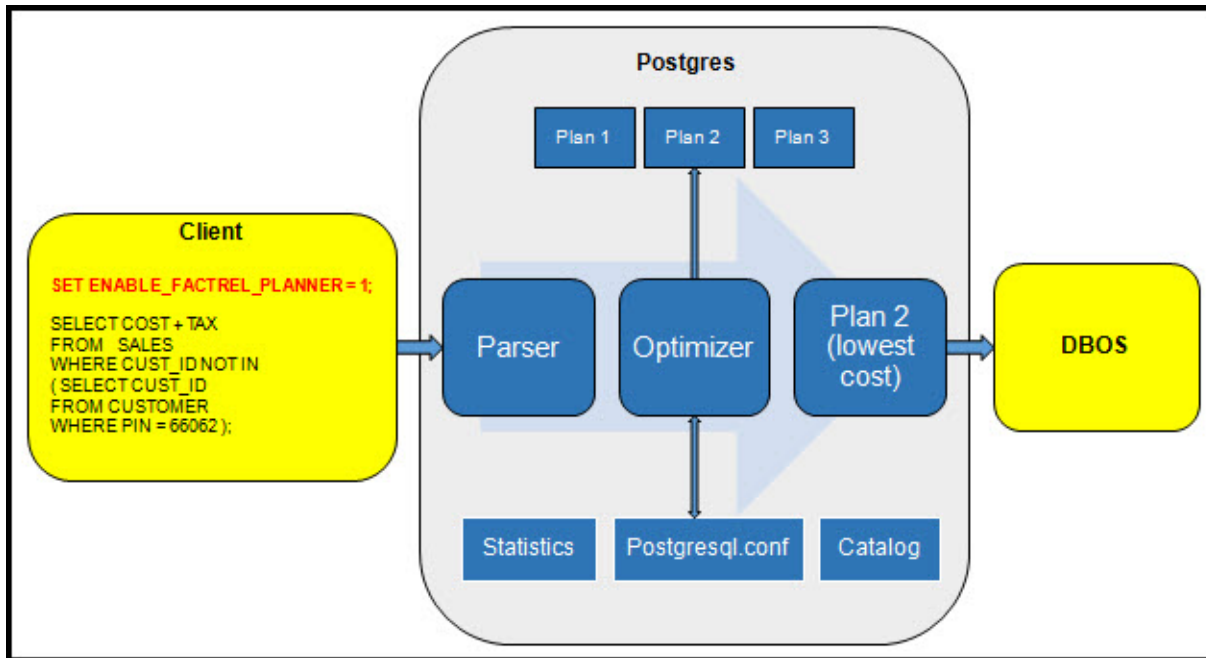 Postgres
Plan 1
Plan 2
Plan 3
Client
SET ENABLE_FACTREL_PLANNER = 1;
SELECT COST + TAX
FROM SALES
WHERE CUST_ID NOT IN
( SELECT CUST_ID
FROM CUSTOMER
WHERE PIN = 66062 );
Parser
Optimizer
Plan 2
(lowest
cost)
DBOS
Statistics
Postgresql.conf
Catalog